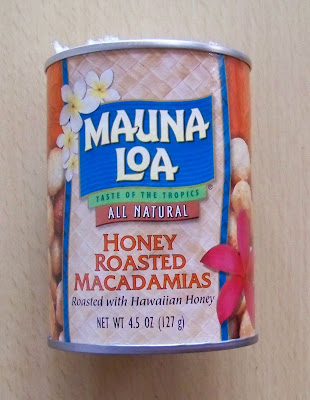 MAUNA
LOA®
TASTE OF THE TROPICS
ALL NATURAL
HONEY
ROASTED
MACADAMIAS
Roasted with Hawaiian Honey
NET WT 4.5 OZ (127 g)